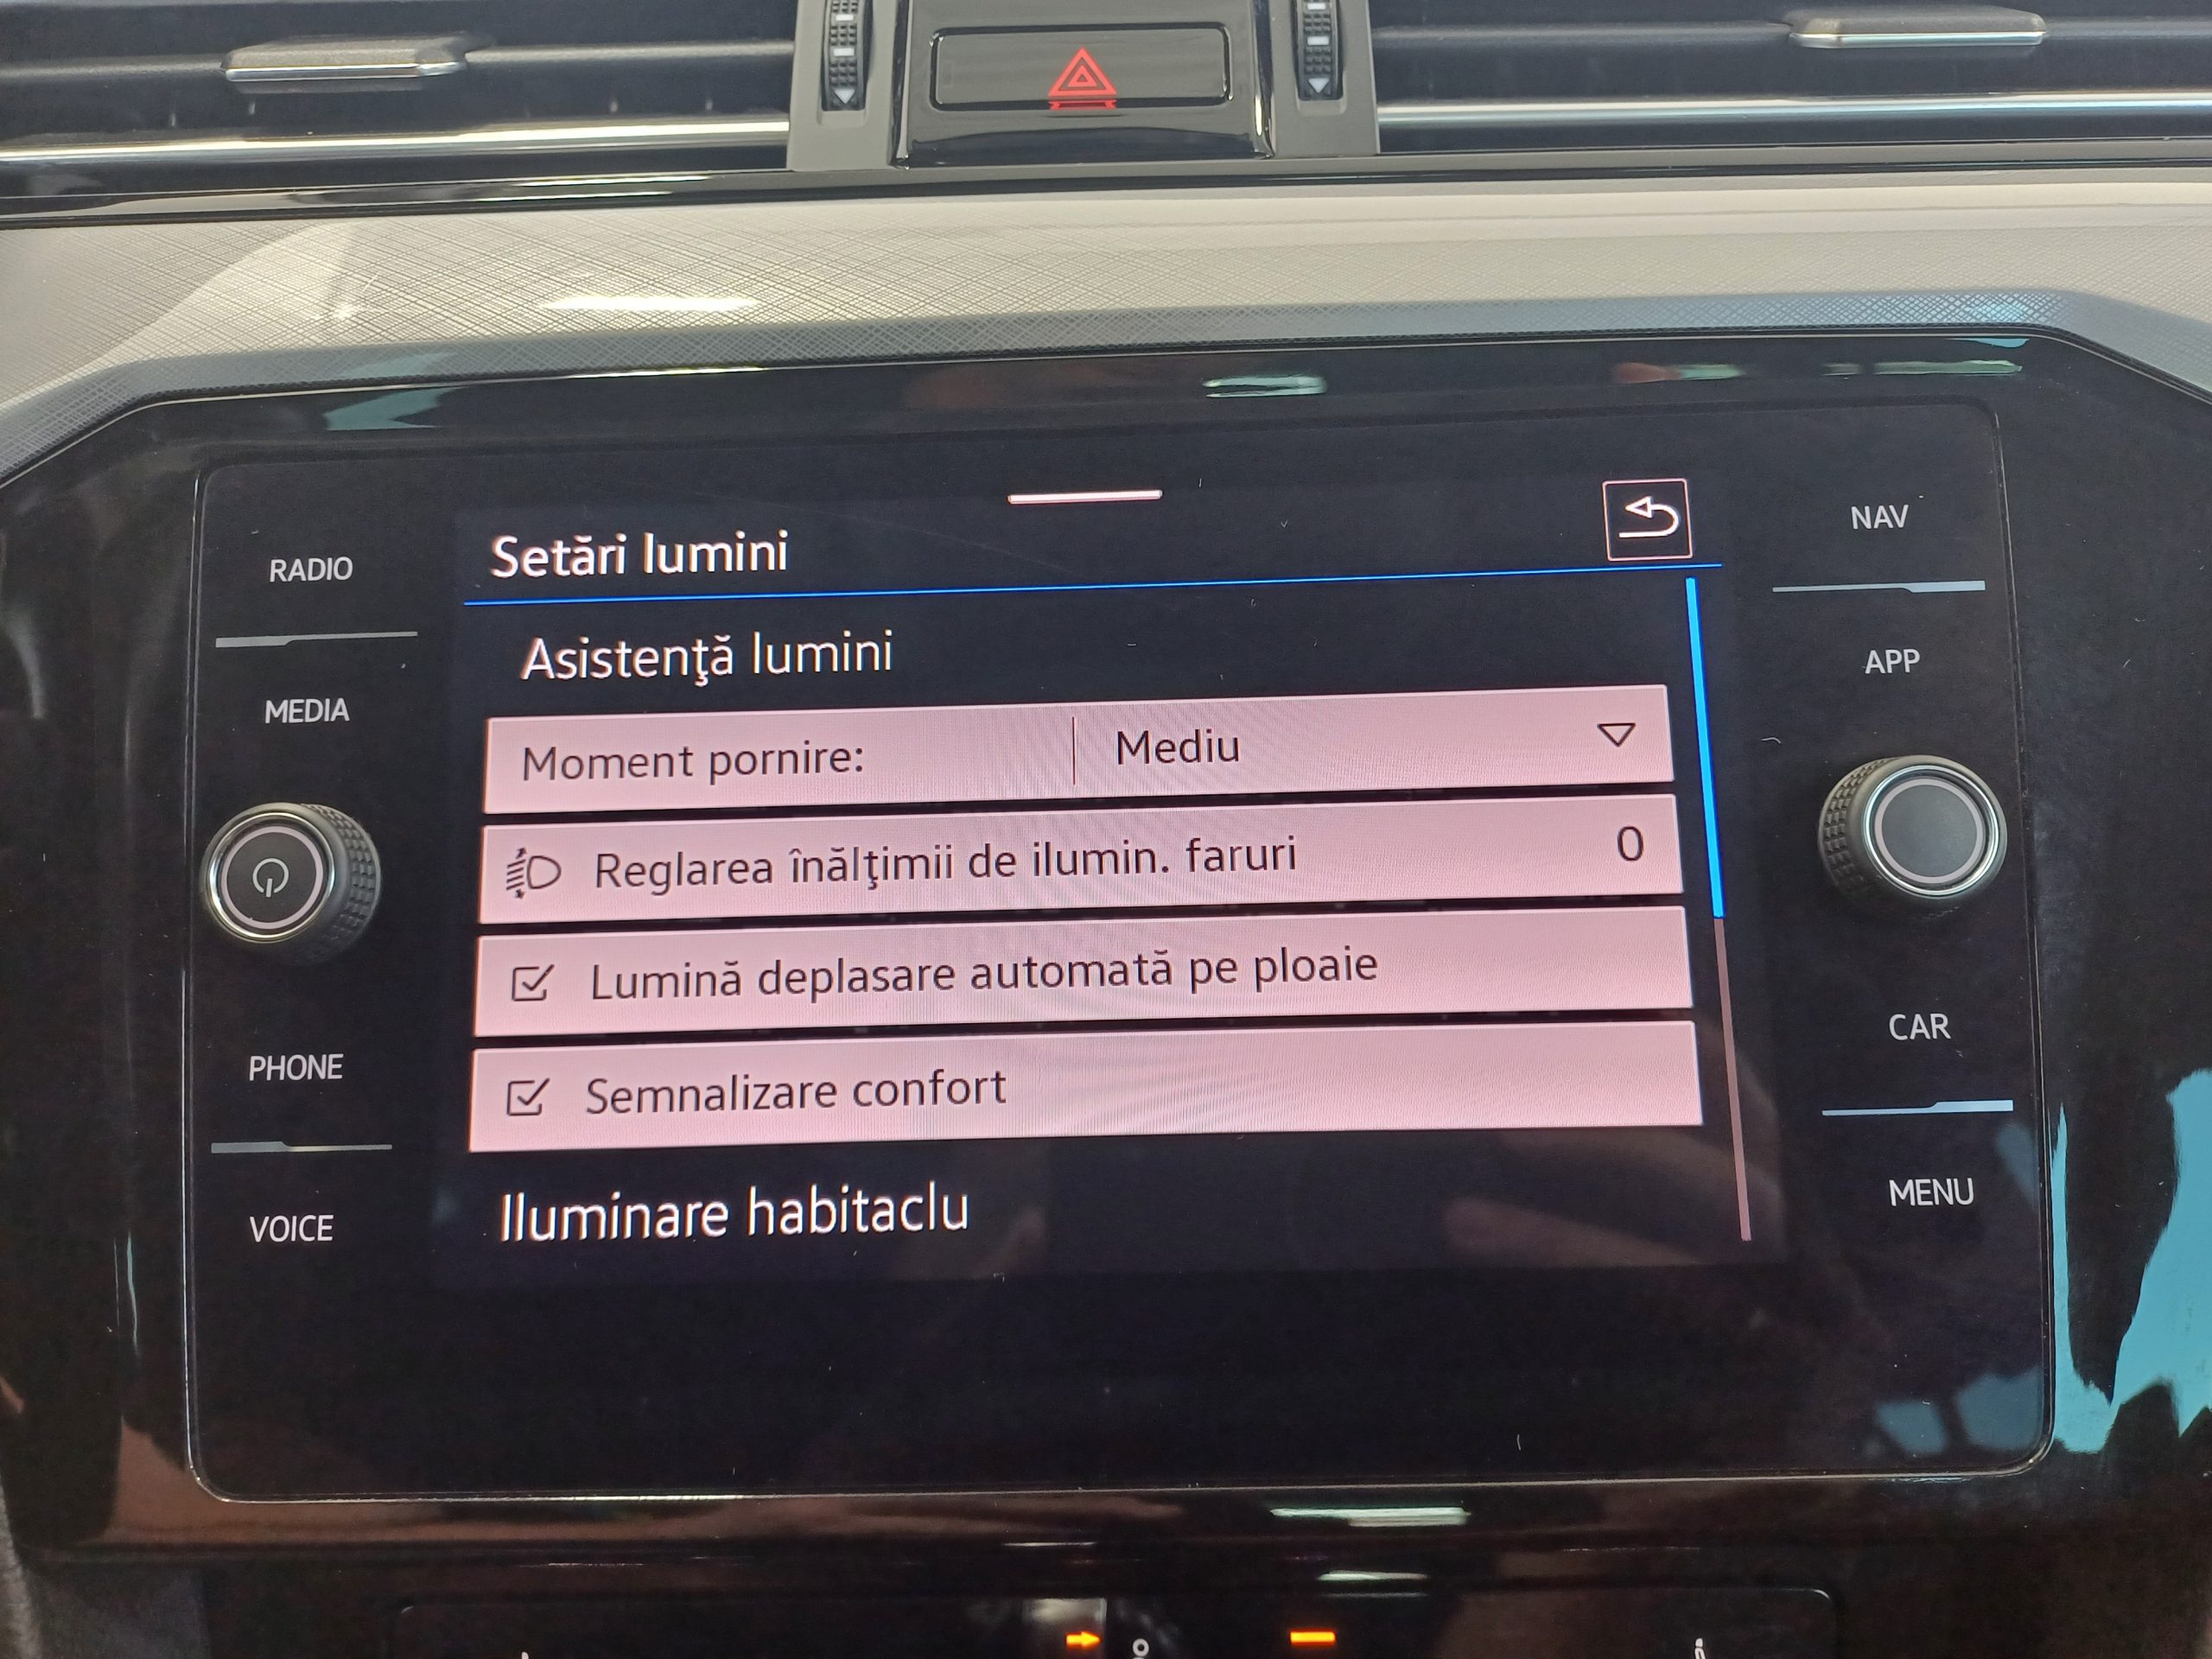 Setări lumini
NAV
RADIO
Asistenţă lumini
APP
MEDIA
Moment pornire: Mediu
Reglarea înălţimii de ilumin. faruri 0
Lumină deplasare automată pe ploaie
CAR
PHONE
Semnalizare confort
MENU
VOICE
Iluminare habitaclu